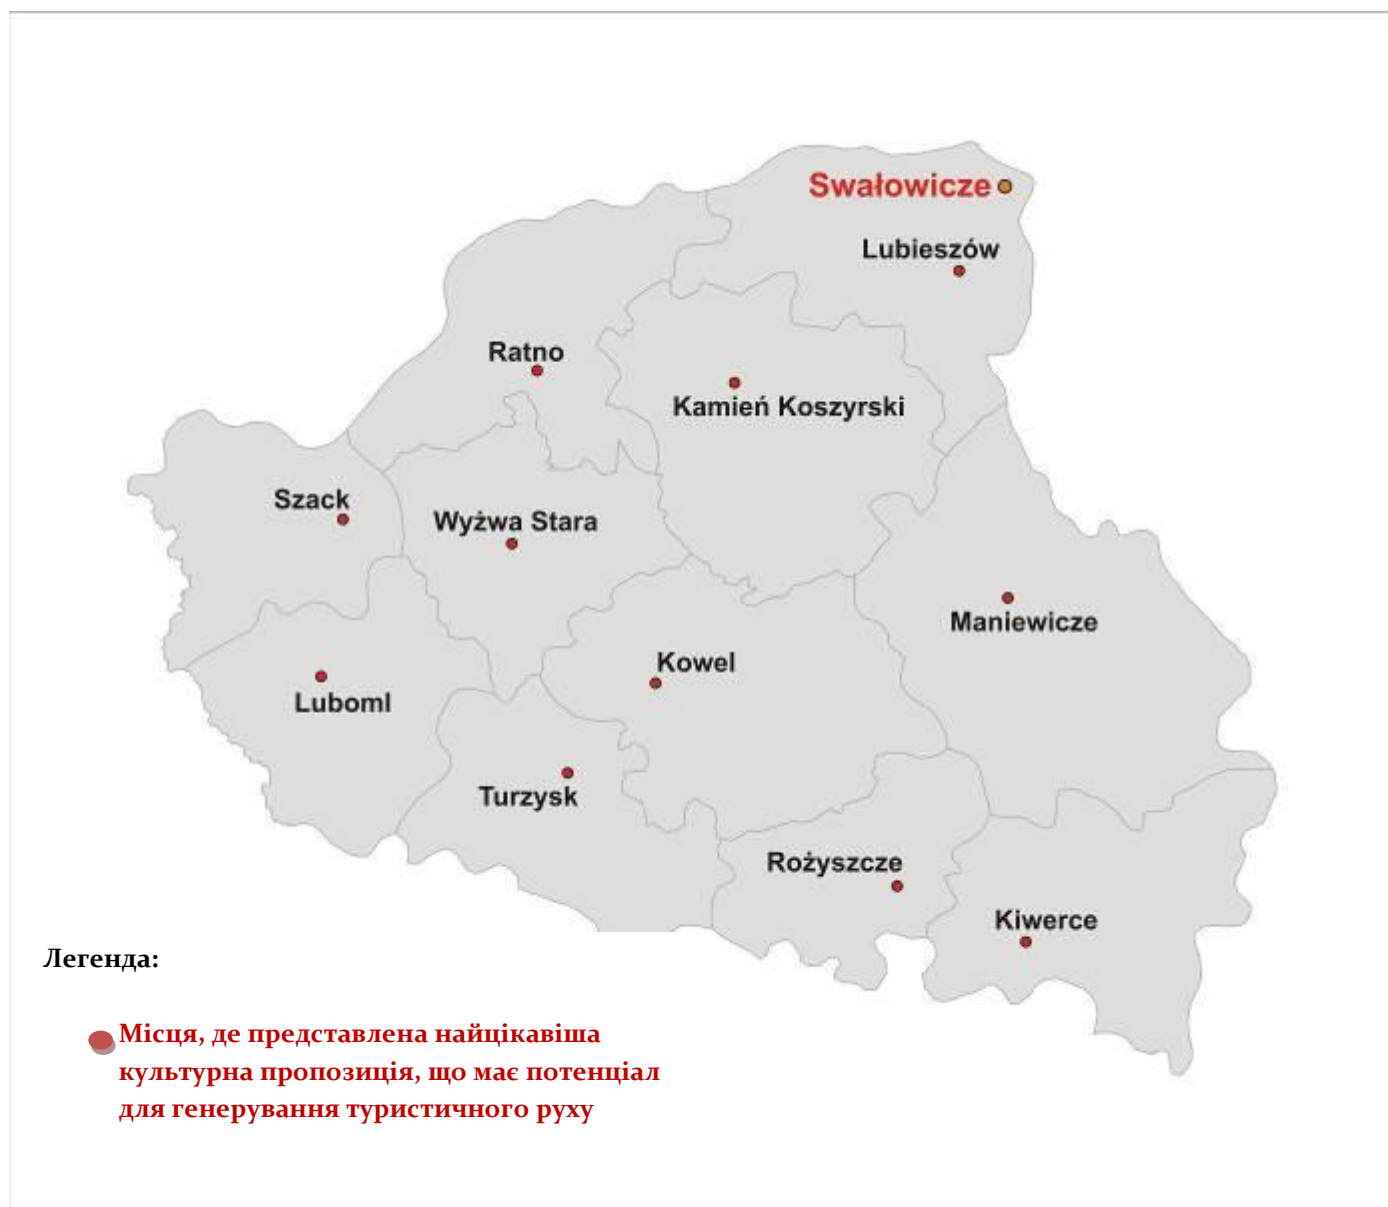 Swałowicze
Lubieszów
Ratno
Kamień Koszyrski
Szack
Wyżwa Stara
Maniewicze
Kowel
Luboml
Turzysk
Rożyszcze
Kiwerce
Легенда:
Місця, де представлена найцікавіша
культурна пропозиція, що має потенціал
для генерування туристичного руху